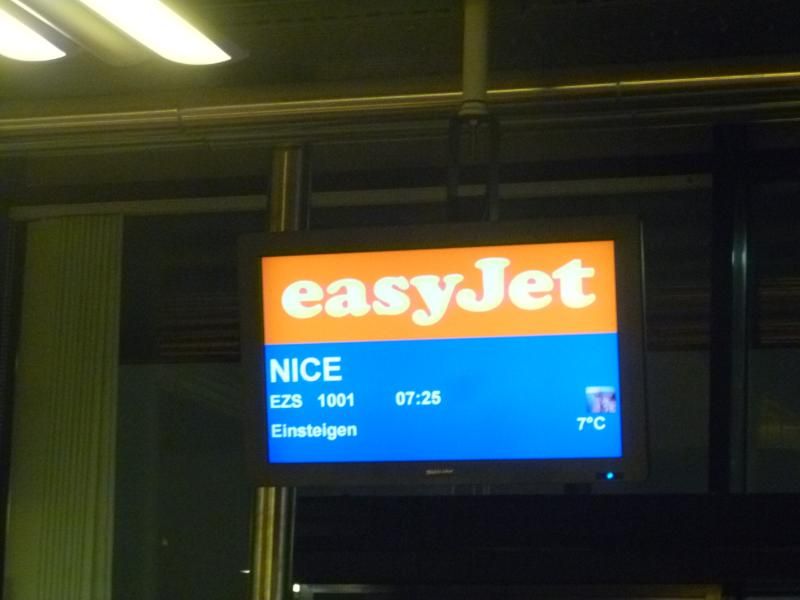 easyJet
NICE
EZS 1001 07:25
Einsteigen
7°C